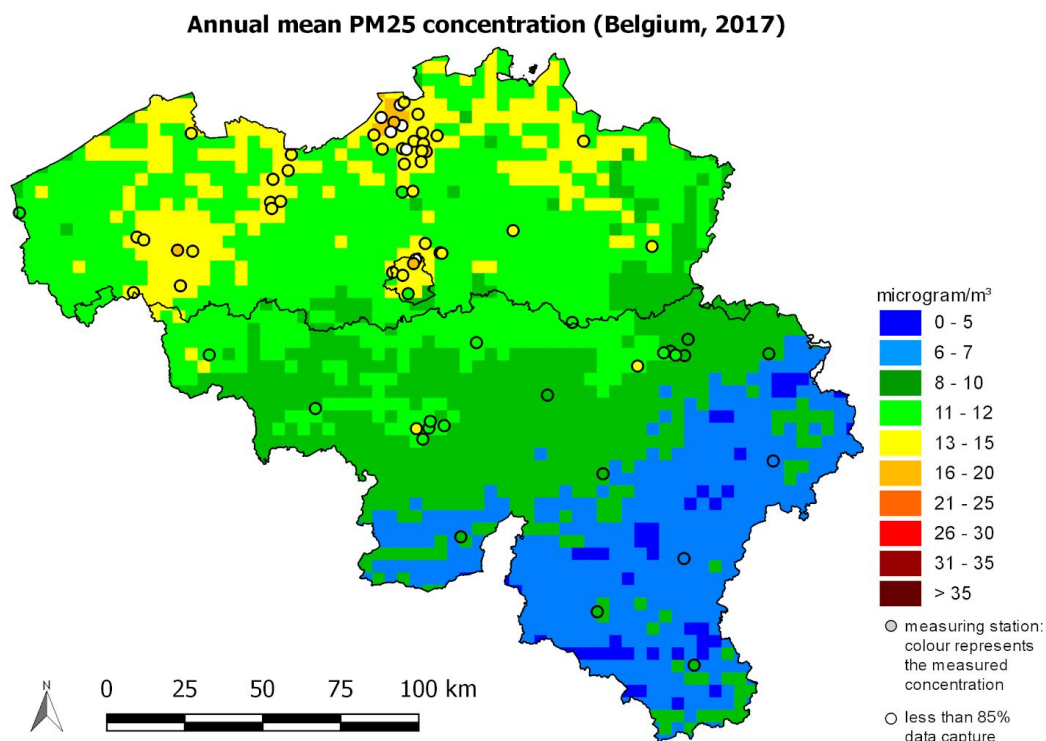 Annual mean PM25 concentration (Belgium, 2017)
microgram/m³
0 - 5
6 - 7
8 - 10
11 - 12
13 - 15
16 - 20
21 - 25
26 - 30
31 - 35
> 35
measuring station:
colour represents
the measured
concentration
less than 85%
data capture
N
0 25 50 75 100 km